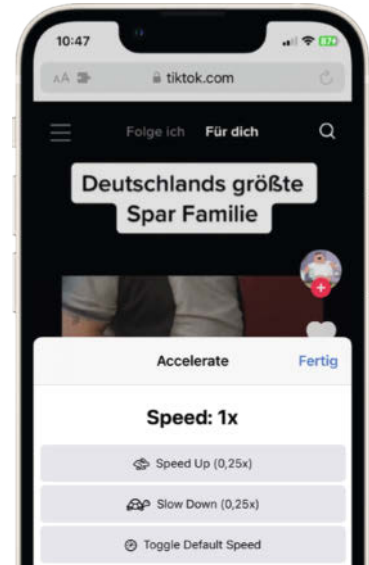 10:47
87+
AA tiktok.com
Folge ich Für dich
Deutschlands größte
Spar Familie
Accelerate Fertig
Speed: 1x
Speed Up (0,25x)
Slow Down (0,25x)
Toggle Default Speed